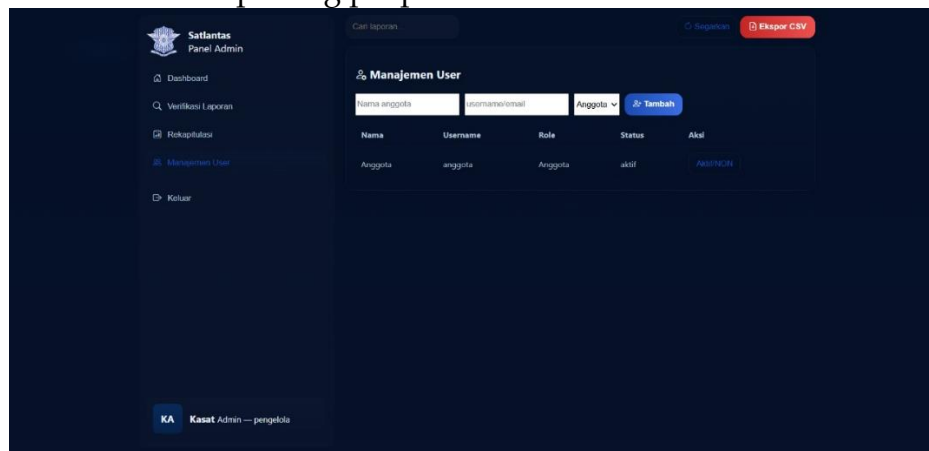 Satlantas
Panel Admin
Dashboard
Verifikasi Laporan
Rekapitulasi
Manajemen User
Keluar
KA Kasat Admin — pengelola
Cari laporan
Segarkan Ekspor CSV
Manajemen User
Nama anggota username/email Anggota Tambah
Nama Username Role Status Aksi
Anggota anggota Anggota aktif Aktif/NON